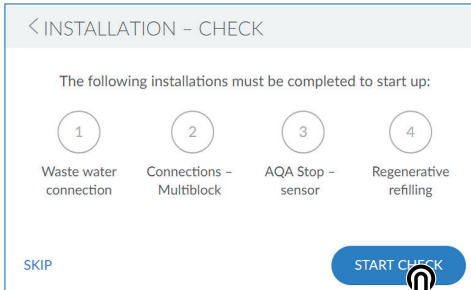 INSTALLATION – CHECK
The following installations must be completed to start up:
1 2 3 4
Waste water Connections – AQA Stop – Regenerative
connection Multiblock sensor refilling
SKIP START CHECK